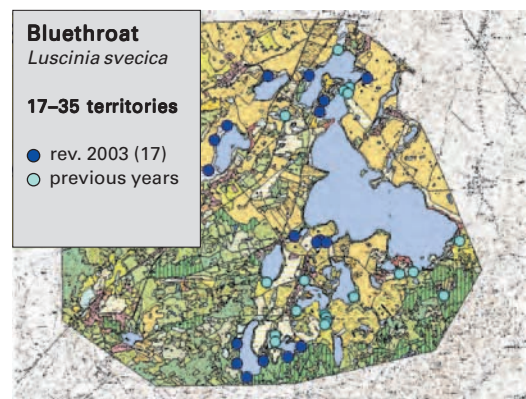 Bluethroat
Luscinia svecica
17–35 territories
rev. 2003 (17)
previous years